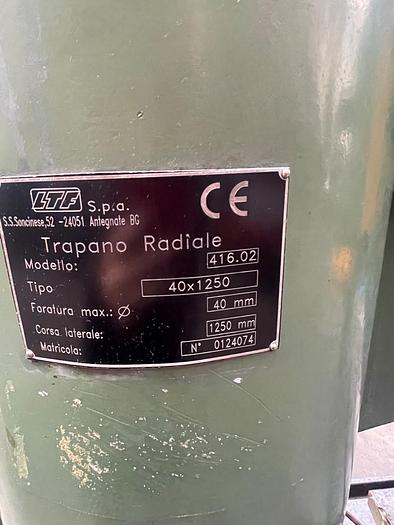 LTF S.p.a. CE
S.S.Soncinese,52 -24051 Antegnate BG
Trapano Radiale
Modello: 416.02
Tipo 40x1250
Foratura max.: Ø 40 mm
Corsa laterale: 1250 mm
Matricola: N° 0124074